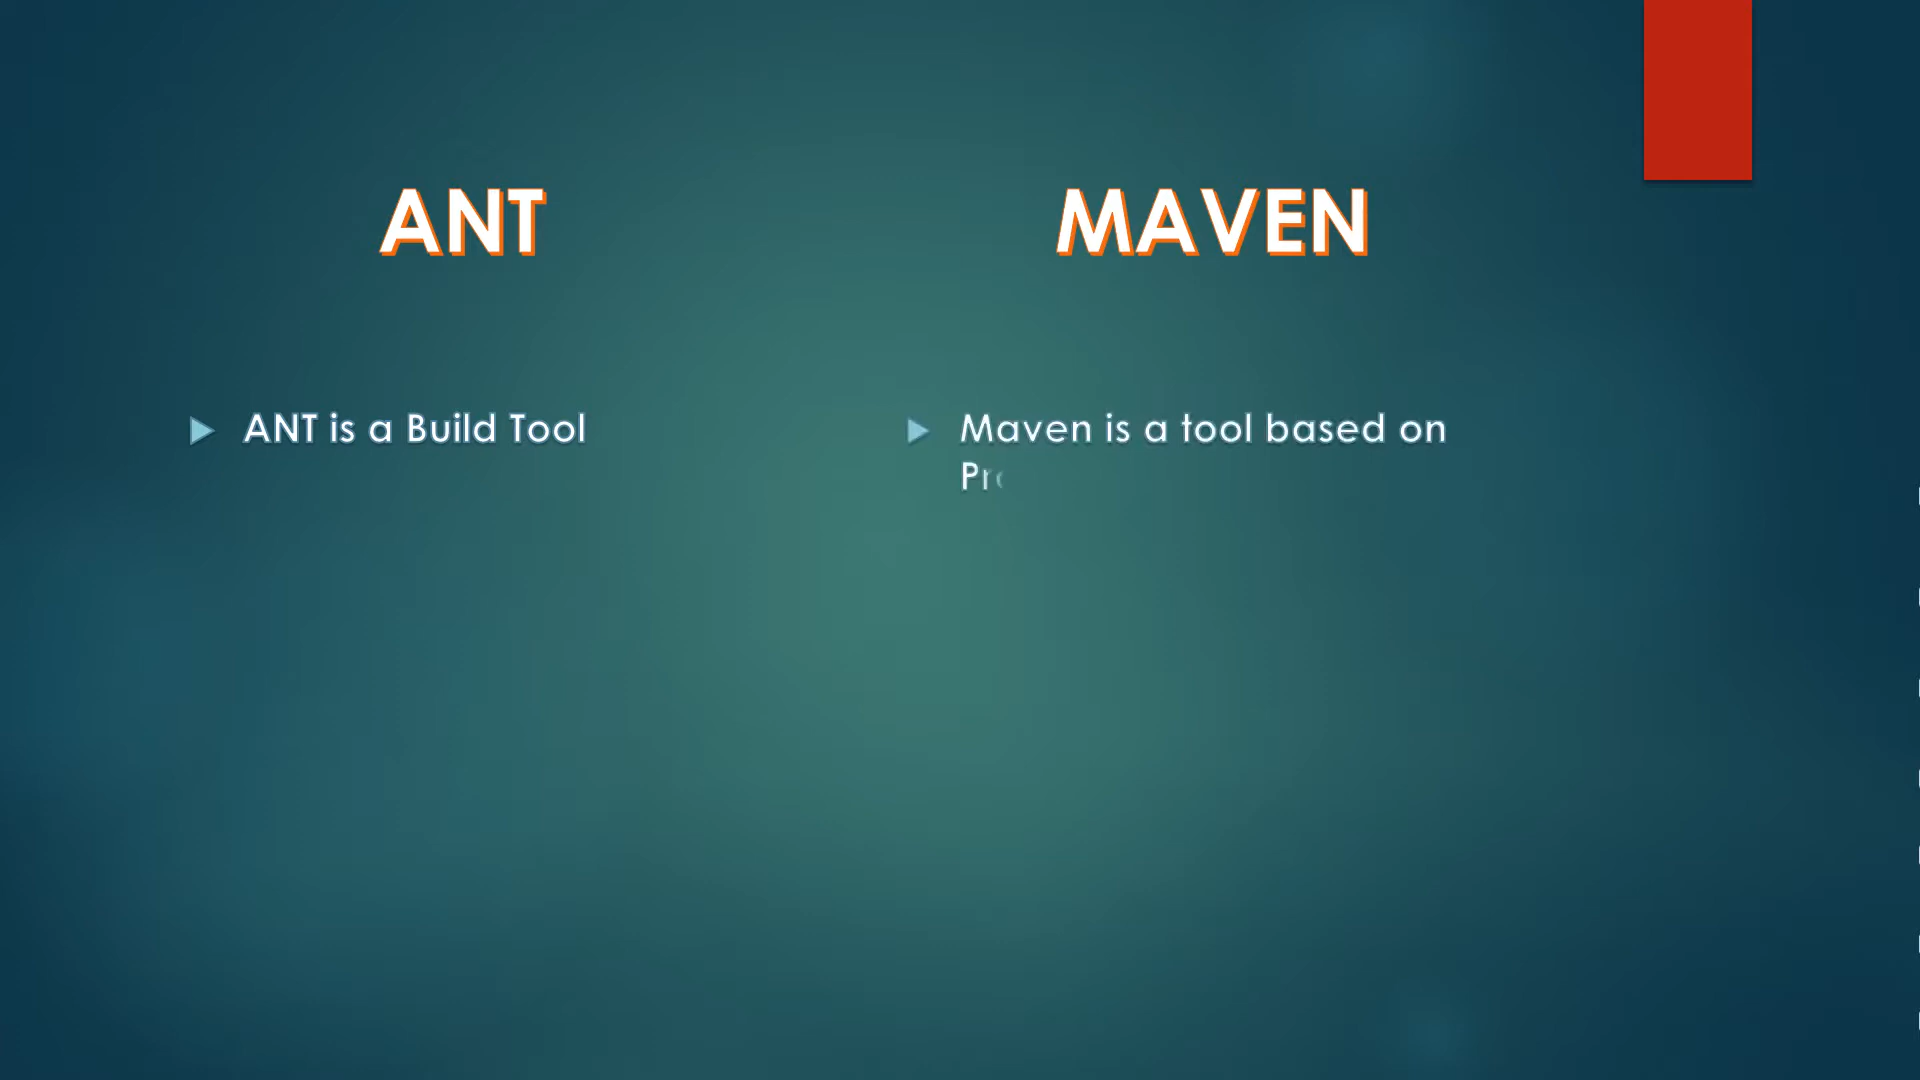 ANT
MAVEN
ANT is a Build Tool
Maven is a tool based on